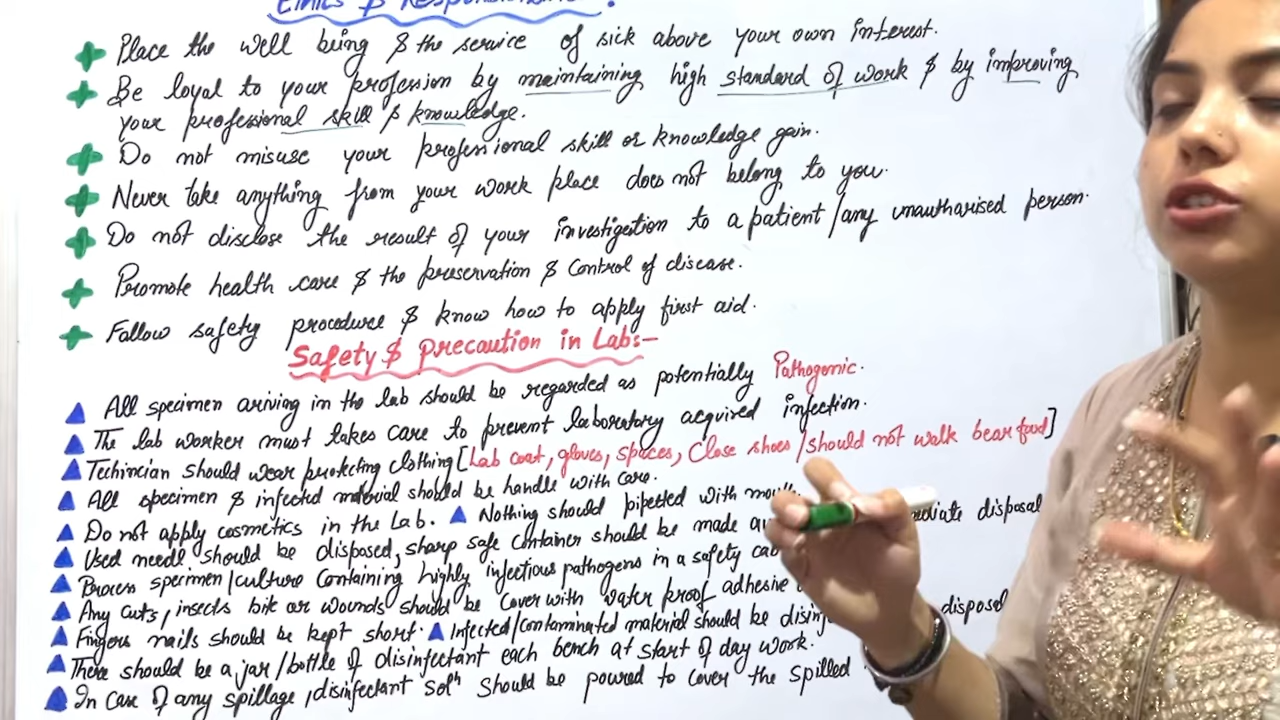 Ethics &
Place the well being & the service of sick above your own interest.
Be loyal to your profession by maintaining high standard of work & by improving
your professional skill & knowledge.
Do not misuse your professional skill or knowledge gain.
Never take anything from your work place does not belong to you.
Do not disclose the result of your investigation to a patient/any unautharised person.
Promote health care & the preservation & Control of disease.
Follow safety procedure & know how to apply first aid.
Safety & precaution in Lab:-
All specimen ariving in the lab should be regarded as potentially Pathogenic.
The lab worker must takes care to prevent laboratory acquired infection.
Techincian should wear protecting clothing [Lab coat, gloves, Close shoes/should not walk bear food]
All specimen & infected material should be handle with care.
Do not apply cosmetics in the Lab. Nothing should pipetted with
Used needle should be disposed, sharp safe container should be made disposal
Process specimen/culture Containing highly infectious pathogens in a safety
Any cuts, insects bite or wounds should be Cover with water proof adhesive
Fingers nails should be kept short. Infected/contaminated material should be
There should be a jar/bottle of disinfectant each bench at start of day work.
In case of any spillage, disinfectant Solⁿ should be poured to cover the spilled